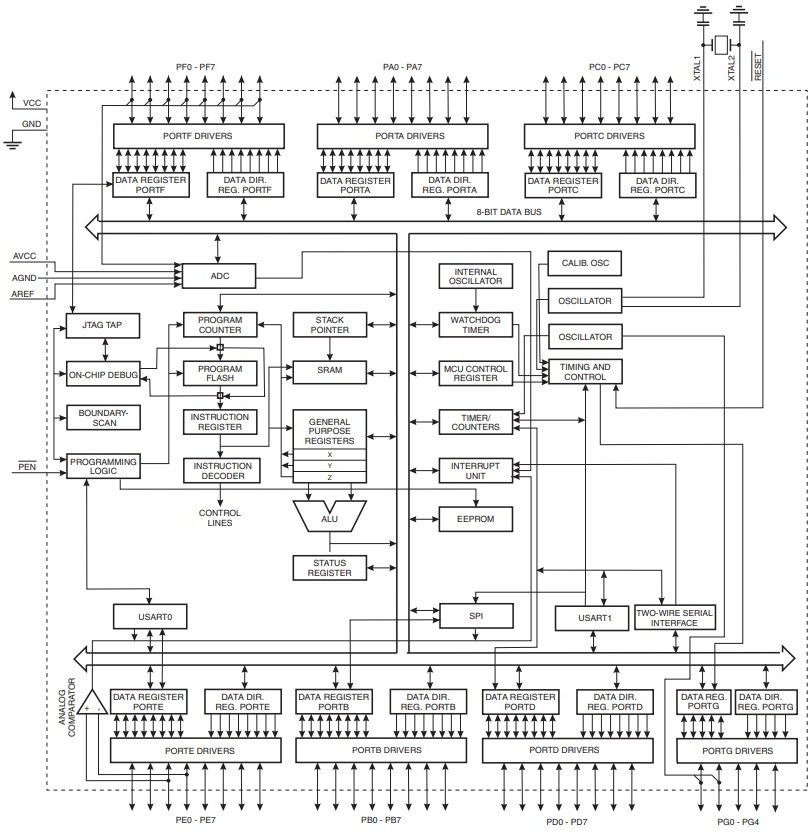 XTAL1
XTAL2
RESET
PF0 - PF7
PA0 - PA7
PC0 - PC7
VCC
GND
PORTF DRIVERS
PORTA DRIVERS
PORTC DRIVERS
DATA REGISTER
PORTF
DATA DIR.
REG. PORTF
DATA REGISTER
PORTA
DATA DIR.
REG. PORTA
DATA REGISTER
PORTC
DATA DIR.
REG. PORTC
8-BIT DATA BUS
AVCC
AGND
AREF
ADC
INTERNAL
OSCILLATOR
CALIB. OSC
OSCILLATOR
JTAG TAP
PROGRAM
COUNTER
STACK
POINTER
WATCHDOG
TIMER
OSCILLATOR
ON-CHIP DEBUG
PROGRAM
FLASH
SRAM
MCU CONTROL
REGISTER
TIMING AND
CONTROL
BOUNDARY-
SCAN
INSTRUCTION
REGISTER
GENERAL
PURPOSE
REGISTERS
X
Y
Z
TIMER/
COUNTERS
PEN
PROGRAMMING
LOGIC
INSTRUCTION
DECODER
INTERRUPT
UNIT
CONTROL
LINES
ALU
EEPROM
STATUS
REGISTER
USART0
SPI
USART1
TWO-WIRE SERIAL
INTERFACE
ANALOG
COMPARATOR
+ -
DATA REGISTER
PORTE
DATA DIR.
REG. PORTE
DATA REGISTER
PORTB
DATA DIR.
REG. PORTB
DATA REGISTER
PORTD
DATA DIR.
REG. PORTD
DATA REG.
PORTG
DATA DIR.
REG. PORTG
PORTE DRIVERS
PORTB DRIVERS
PORTD DRIVERS
PORTG DRIVERS
PE0 - PE7
PB0 - PB7
PD0 - PD7
PG0 - PG4